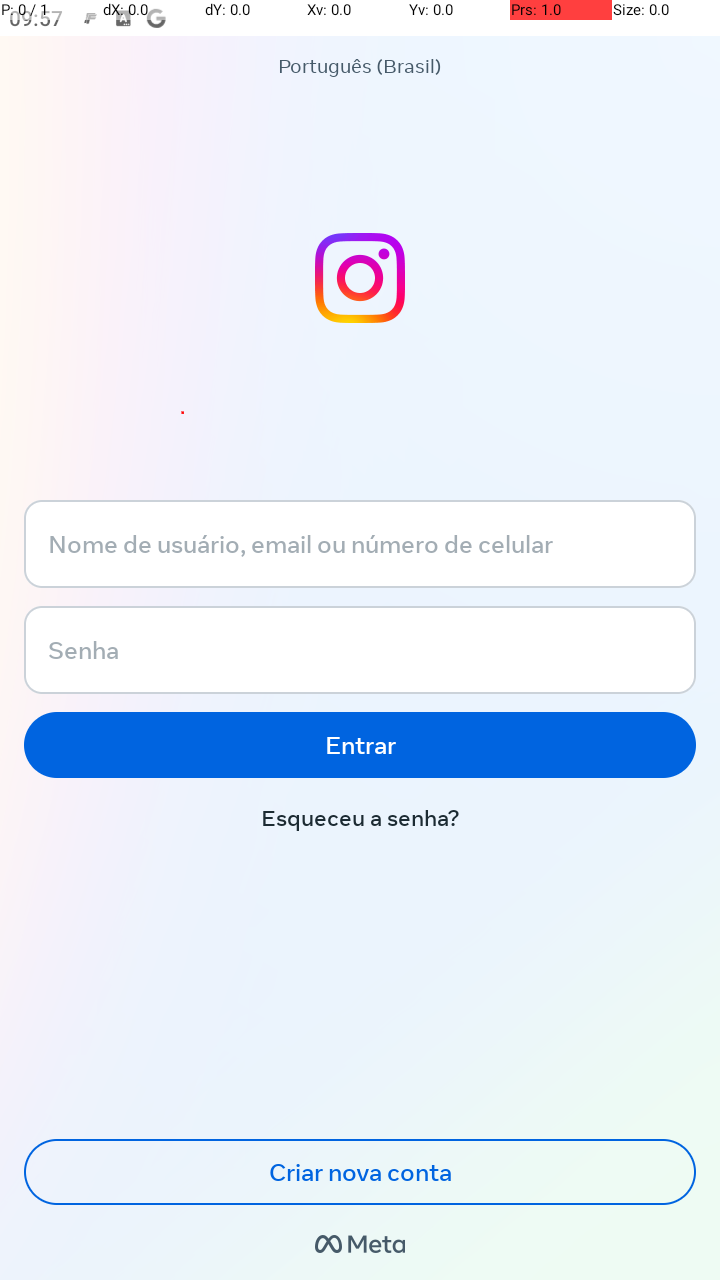 P: 0 / 1 dX: 0.0 dY: 0.0 Xv: 0.0 Yv: 0.0 Prs: 1.0 Size: 0.0
09:57
Português (Brasil)
Nome de usuário, email ou número de celular
Senha
Entrar
Esqueceu a senha?
Criar nova conta
Meta